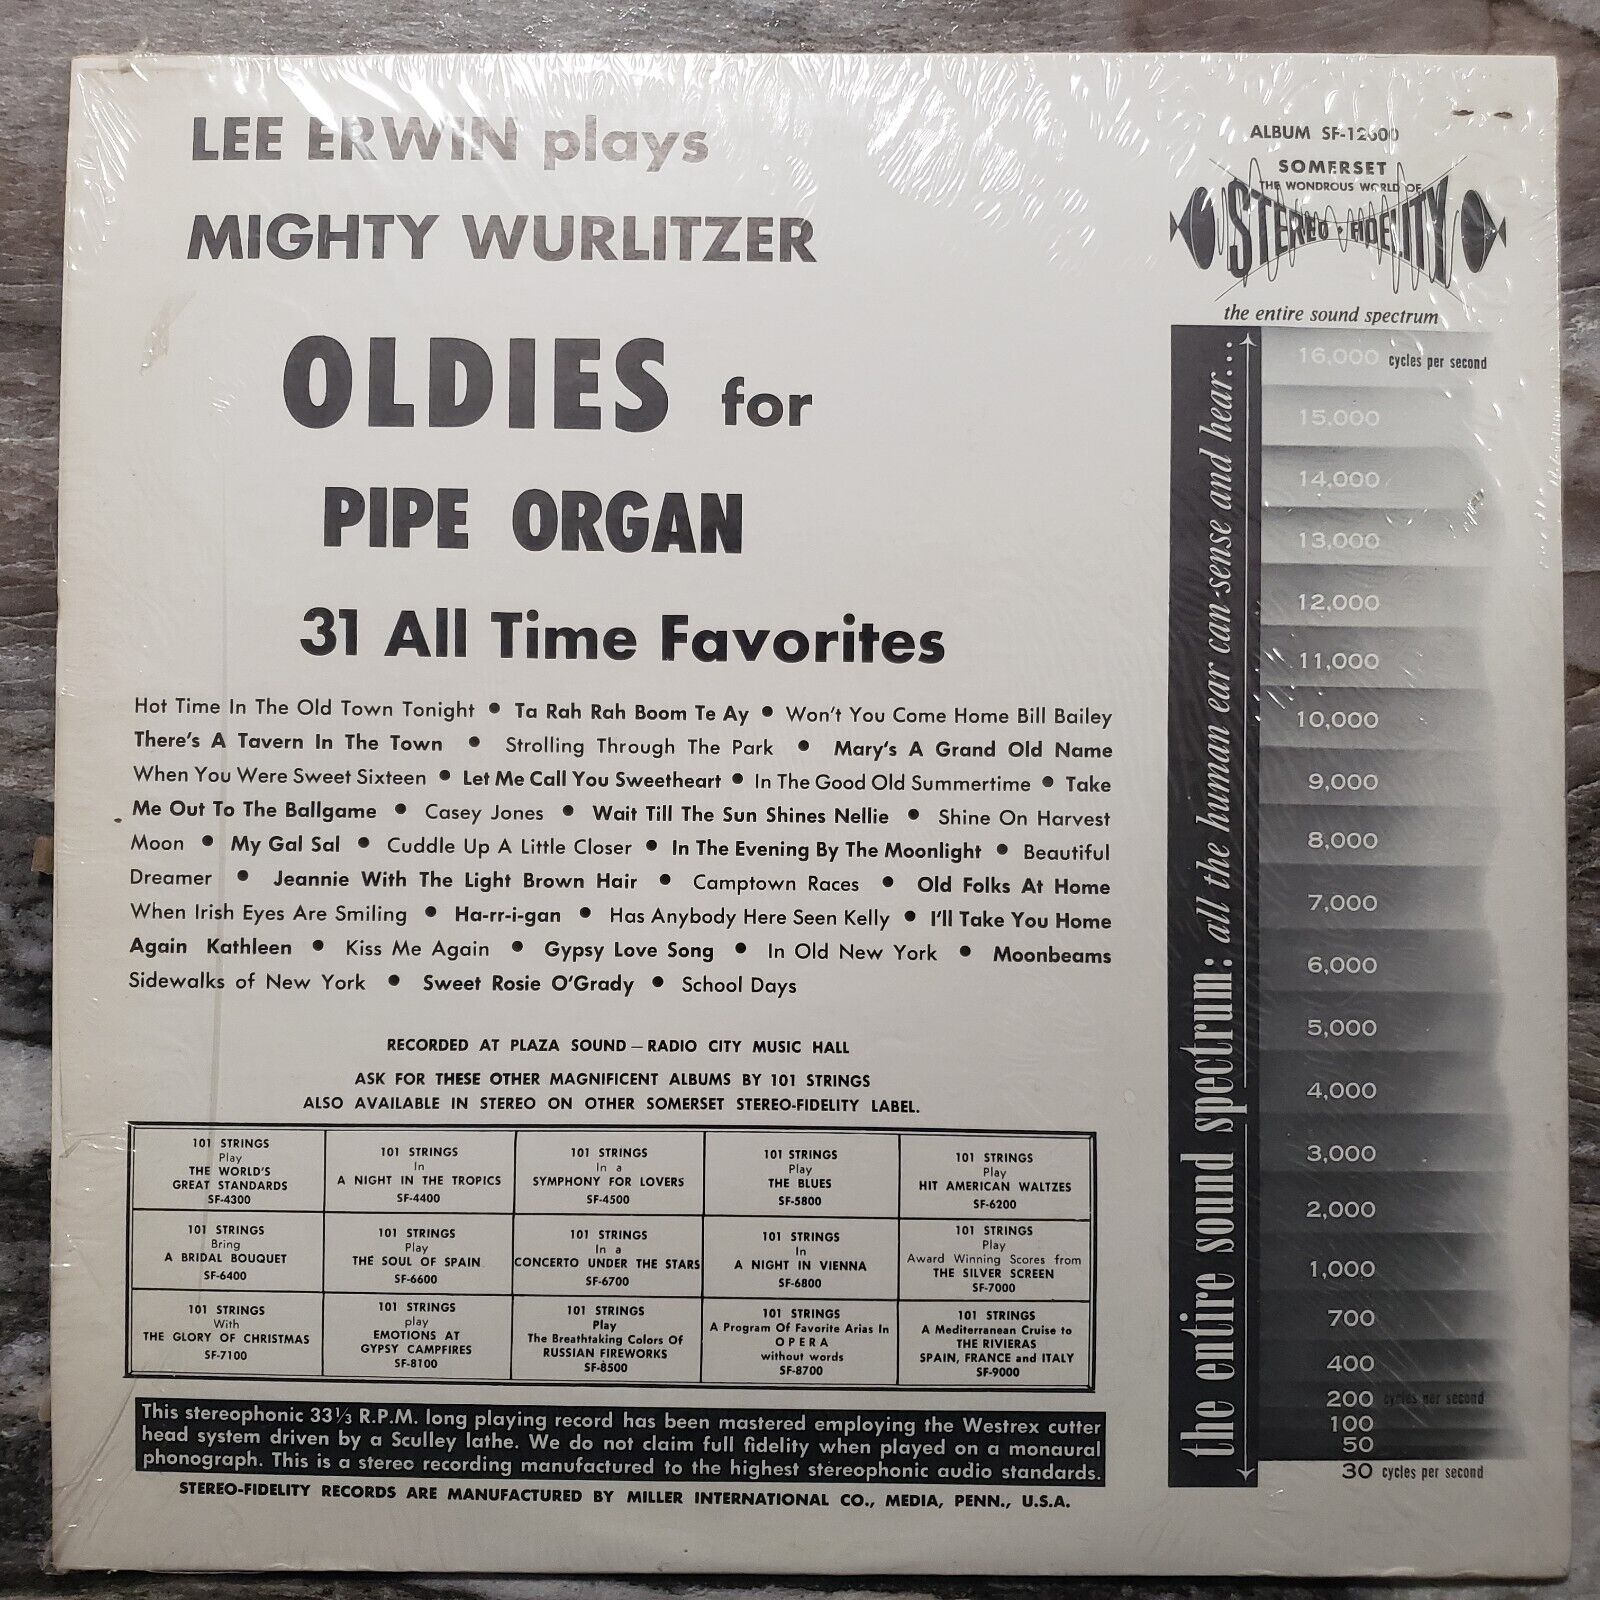 LEE ERWIN plays
MIGHTY WURLITZER
OLDIES for
PIPE ORGAN
31 All Time Favorites
Hot Time In The Old Town Tonight • Ta Rah Rah Boom Te Ay • Won't You Come Home Bill Bailey
There's A Tavern In The Town • Strolling Through The Park • Mary's A Grand Old Name
When You Were Sweet Sixteen • Let Me Call You Sweetheart • In The Good Old Summertime • Take
Me Out To The Ballgame • Casey Jones • Wait Till The Sun Shines Nellie • Shine On Harvest
Moon • My Gal Sal • Cuddle Up A Little Closer • In The Evening By The Moonlight • Beautiful
Dreamer • Jeannie With The Light Brown Hair • Camptown Races • Old Folks At Home
When Irish Eyes Are Smiling • Ha-rr-i-gan • Has Anybody Here Seen Kelly • I'll Take You Home
Again Kathleen • Kiss Me Again • Gypsy Love Song • In Old New York • Moonbeams
Sidewalks of New York • Sweet Rosie O'Grady • School Days
RECORDED AT PLAZA SOUND — RADIO CITY MUSIC HALL
ASK FOR THESE OTHER MAGNIFICENT ALBUMS BY 101 STRINGS
ALSO AVAILABLE IN STEREO ON OTHER SOMERSET STEREO-FIDELITY LABEL.
101 STRINGS
Play
THE WORLD'S
GREAT STANDARDS
SF-4300
101 STRINGS
In
A NIGHT IN THE TROPICS
SF-4400
101 STRINGS
In a
SYMPHONY FOR LOVERS
SF-4500
101 STRINGS
Play
THE BLUES
SF-5800
101 STRINGS
Play
HIT AMERICAN WALTZES
SF-6200
101 STRINGS
Bring
A BRIDAL BOUQUET
SF-6400
101 STRINGS
Play
THE SOUL OF SPAIN
SF-6600
101 STRINGS
In a
CONCERTO UNDER THE STARS
SF-6700
101 STRINGS
In
A NIGHT IN VIENNA
SF-6800
101 STRINGS
Play
Award Winning Scores from
THE SILVER SCREEN
SF-7000
101 STRINGS
With
THE GLORY OF CHRISTMAS
SF-7100
101 STRINGS
play
EMOTIONS AT
GYPSY CAMPFIRES
SF-8100
101 STRINGS
Play
The Breathtaking Colors Of
RUSSIAN FIREWORKS
SF-8500
101 STRINGS
A Program Of Favorite Arias In
OPERA
without words
SF-8700
101 STRINGS
A Mediterranean Cruise to
THE RIVIERAS
SPAIN, FRANCE and ITALY
SF-9000
This stereophonic 33⅓ R.P.M. long playing record has been mastered employing the Westrex cutter
head system driven by a Sculley lathe. We do not claim full fidelity when played on a monaural
phonograph. This is a stereo recording manufactured to the highest stereophonic audio standards.
STEREO-FIDELITY RECORDS ARE MANUFACTURED BY MILLER INTERNATIONAL CO., MEDIA, PENN., U.S.A.
ALBUM SF-12600
SOMERSET
THE WONDROUS WORLD OF
STEREO-FIDELITY
the entire sound spectrum
the entire sound spectrum: all the human ear can sense and hear...
16,000 cycles per second
15,000
14,000
13,000
12,000
11,000
10,000
9,000
8,000
7,000
6,000
5,000
4,000
3,000
2,000
1,000
700
400
200 cycles per second
100
50
30 cycles per second